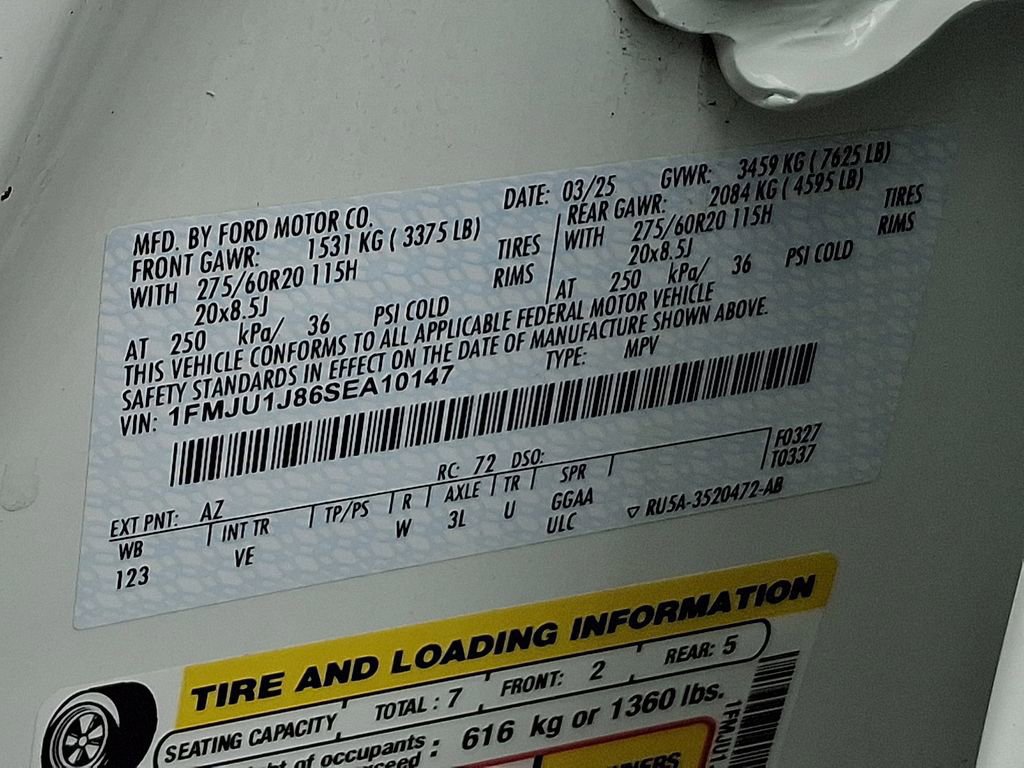 MFD. BY FORD MOTOR CO.
DATE: 03/25 GVWR: 3459 KG ( 7625 LB)
FRONT GAWR: 1531 KG ( 3375 LB)
REAR GAWR: 2084 KG ( 4595 LB)
WITH 275/60R20 115H TIRES
WITH 275/60R20 115H TIRES
20x8.5J RIMS
20x8.5J RIMS
AT 250 kPa/ 36 PSI COLD
AT 250 kPa/ 36 PSI COLD
THIS VEHICLE CONFORMS TO ALL APPLICABLE FEDERAL MOTOR VEHICLE
SAFETY STANDARDS IN EFFECT ON THE DATE OF MANUFACTURE SHOWN ABOVE.
VIN: 1FMJU1J86SEA10147
TYPE: MPV
F0327
T0337
EXT PNT: AZ RC: 72 DSO:
WB INT TR TP/PS R AXLE TR SPR
123 VE W 3L U GGAA
ULC
RU5A-3520472-AB
TIRE AND LOADING INFORMATION
SEATING CAPACITY TOTAL : 7 FRONT: 2 REAR: 5
of occupants : 616 kg or 1360 lbs.
1FMJU1